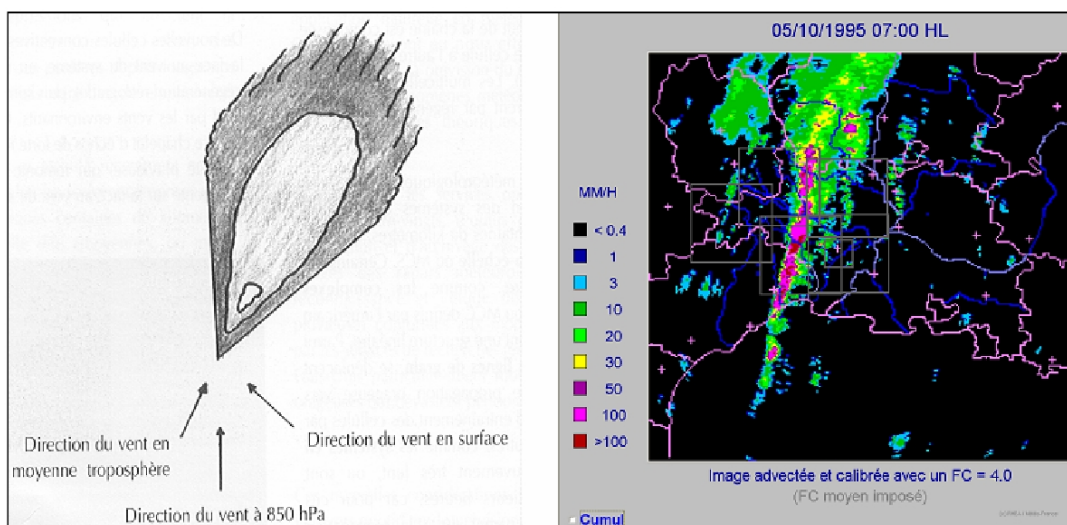 Direction du vent en
moyenne troposphère
Direction du vent en surface
Direction du vent à 850 hPa
05/10/1995 07:00 HL
MM/H
< 0.4
1
3
10
20
30
50
100
>100
Image advectée et calibrée avec un FC = 4.0
(FC moyen imposé)
Cumul